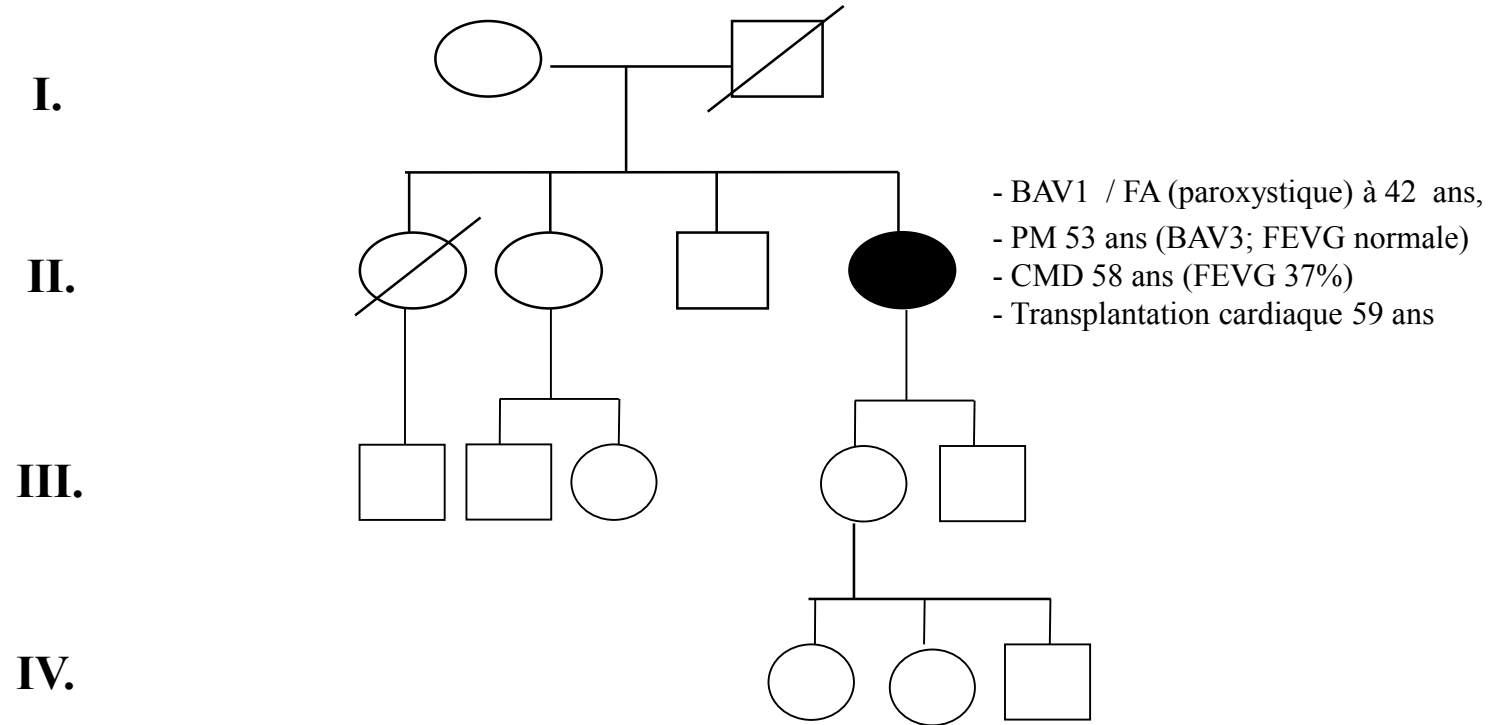 I.
- BAV1 / FA (paroxystique) à 42 ans,
- PM 53 ans (BAV3; FEVG normale)
II.
- CMD 58 ans (FEVG 37%)
- Transplantation cardiaque 59 ans
III.
IV.